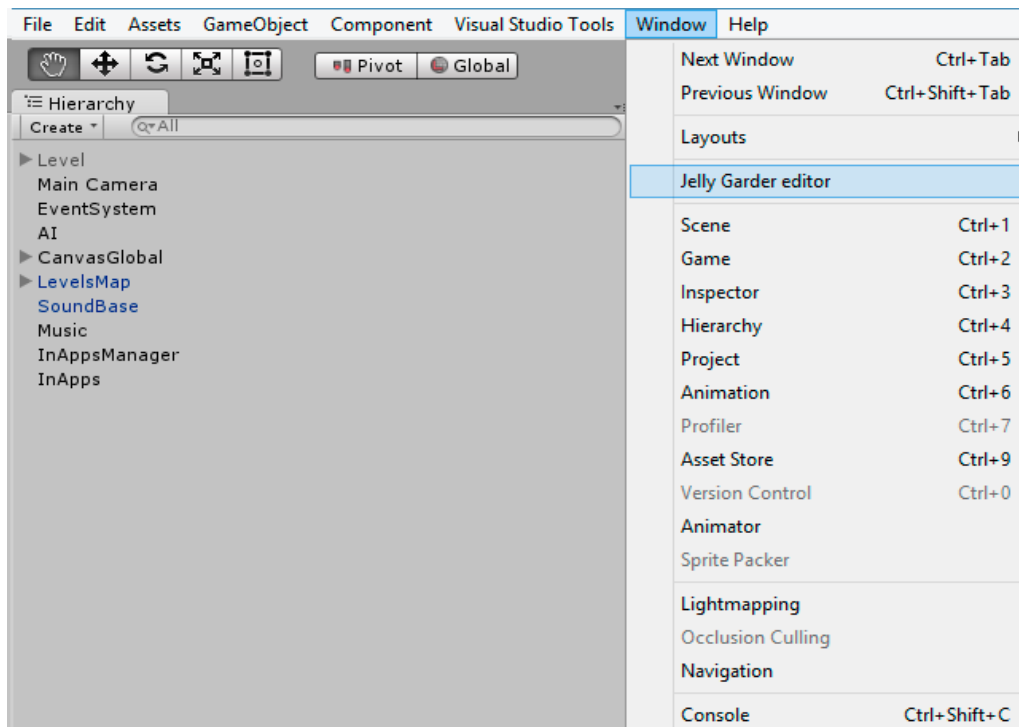 File Edit Assets GameObject Component Visual Studio Tools Window Help
Pivot Global
Hierarchy
Create All
Level
Main Camera
EventSystem
AI
CanvasGlobal
LevelsMap
SoundBase
Music
InAppsManager
InApps
Next Window Ctrl+Tab
Previous Window Ctrl+Shift+Tab
Layouts
Jelly Garder editor
Scene Ctrl+1
Game Ctrl+2
Inspector Ctrl+3
Hierarchy Ctrl+4
Project Ctrl+5
Animation Ctrl+6
Profiler Ctrl+7
Asset Store Ctrl+9
Version Control Ctrl+0
Animator
Sprite Packer
Lightmapping
Occlusion Culling
Navigation
Console Ctrl+Shift+C